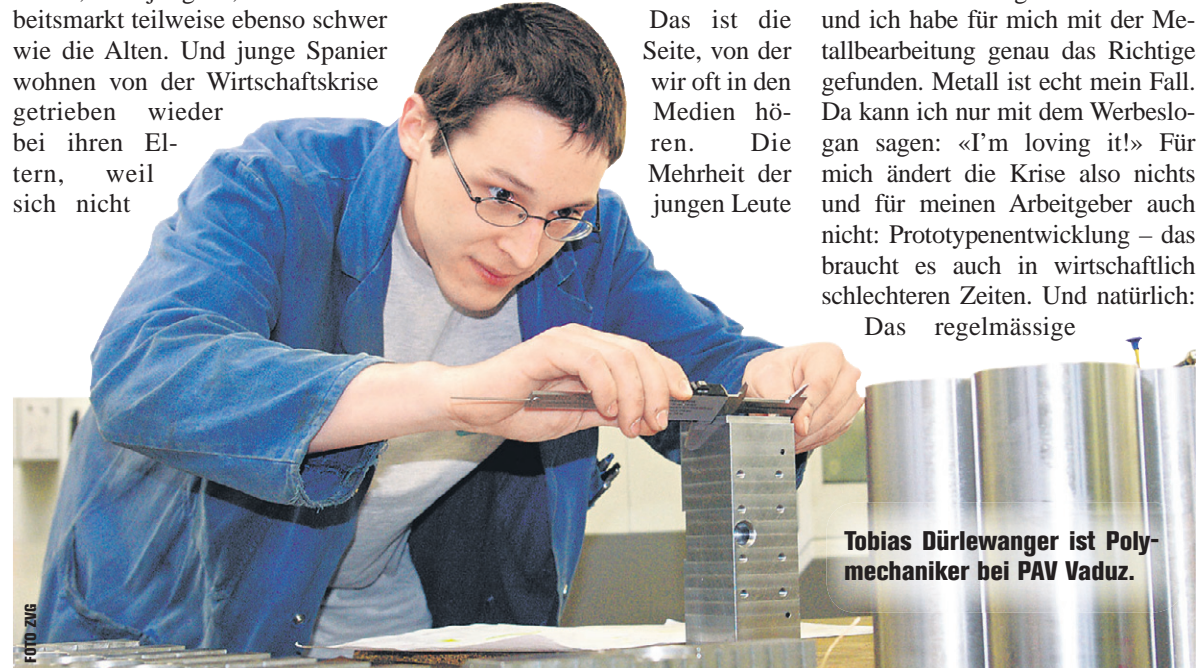 beitsmarkt teilweise ebenso schwer
wie die Alten. Und junge Spanier
wohnen von der Wirtschaftskrise
getrieben wieder
bei ihren El-
tern, weil
sich nicht
Das ist die
Seite, von der
wir oft in den
Medien hö-
ren. Die
Mehrheit der
jungen Leute
und ich habe für mich mit der Me-
tallbearbeitung genau das Richtige
gefunden. Metall ist echt mein Fall.
Da kann ich nur mit dem Werbeslo-
gan sagen: «I'm loving it!» Für
mich ändert die Krise also nichts
und für meinen Arbeitgeber auch
nicht: Prototypenentwicklung – das
braucht es auch in wirtschaftlich
schlechteren Zeiten. Und natürlich:
Das regelmässige
Tobias Dürlewanger ist Poly-
mechaniker bei PAV Vaduz.
FOTO ZVG